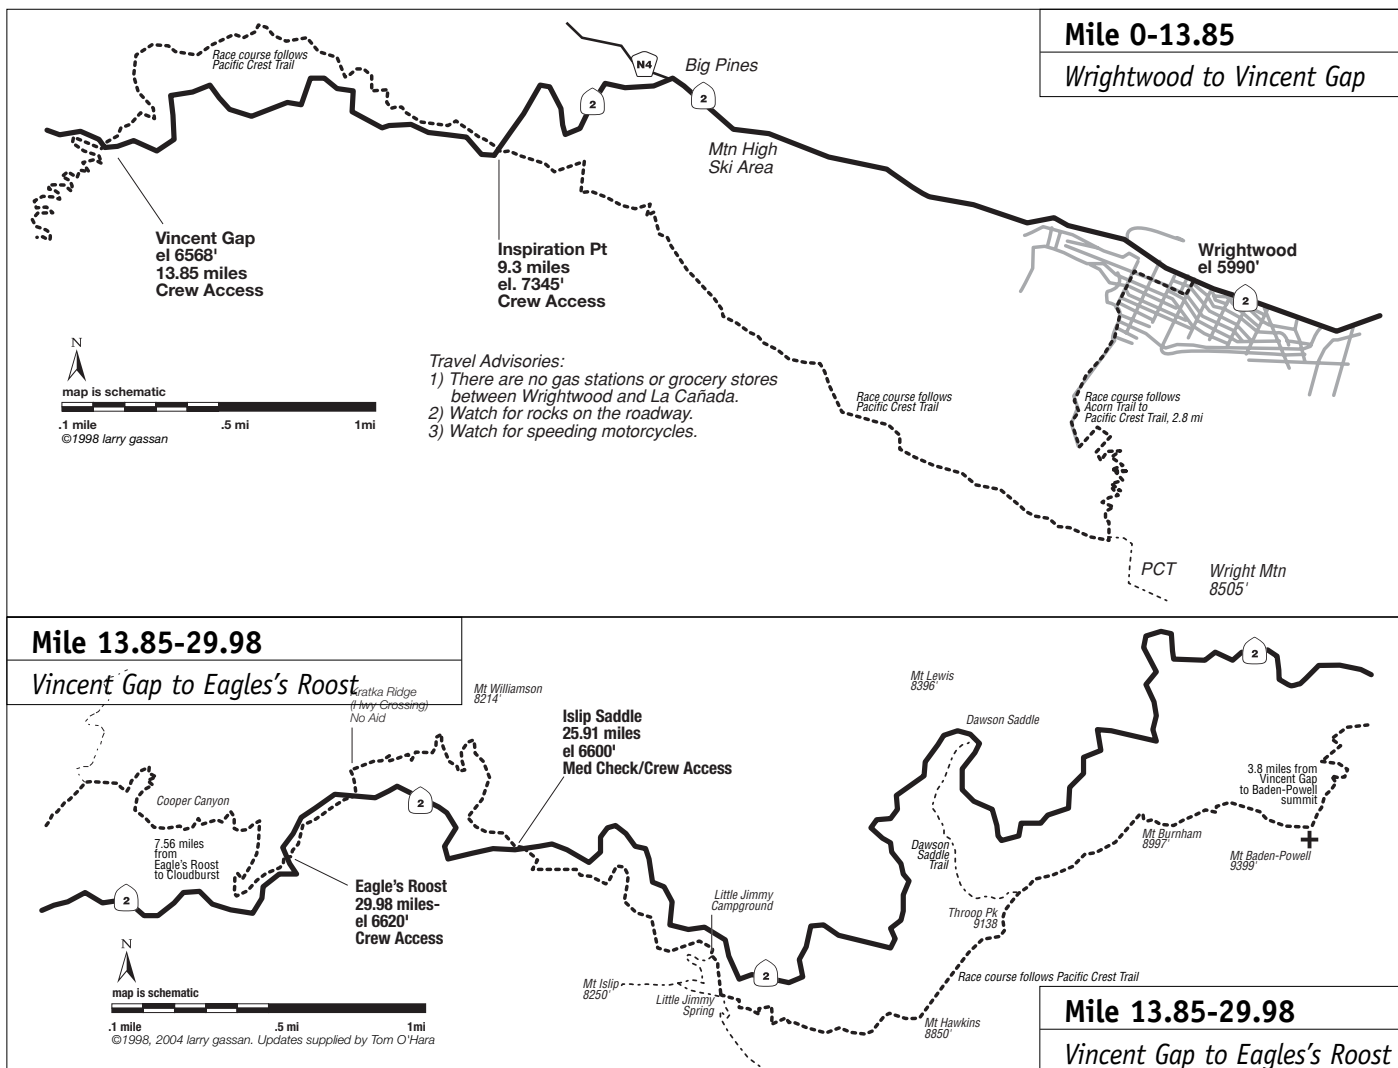 Mile 0-13.85
Wrightwood to Vincent Gap
Race course follows
Pacific Crest Trail
N4
Big Pines
2
2
Mtn High
Ski Area
Vincent Gap
el 6568'
13.85 miles
Crew Access
Inspiration Pt
9.3 miles
el. 7345'
Crew Access
Wrightwood
el 5990'
2
N
map is schematic
.1 mile .5 mi 1mi
©1998 larry gassan
Travel Advisories:
1) There are no gas stations or grocery stores
between Wrightwood and La Cañada.
2) Watch for rocks on the roadway.
3) Watch for speeding motorcycles.
Race course follows
Pacific Crest Trail
Race course follows
Acorn Trail to
Pacific Crest Trail, 2.8 mi
PCT
Wright Mtn
8505'
Mile 13.85-29.98
Vincent Gap to Eagles's Roost
Kratka Ridge
(Hwy Crossing)
No Aid
Mt Williamson
8214'
Islip Saddle
25.91 miles
el 6600'
Med Check/Crew Access
Mt Lewis
8396'
Dawson Saddle
2
3.8 miles from
Vincent Gap
to Baden-Powell
summit
Cooper Canyon
7.56 miles
from
Eagle's Roost
to Cloudburst
2
2
Eagle's Roost
29.98 miles-
el 6620'
Crew Access
Dawson
Saddle
Trail
Mt Burnham
8997'
Mt Baden-Powell
9399'
Little Jimmy
Campground
Throop Pk
9138
2
Mt Islip
8250'
Little Jimmy
Spring
Race course follows Pacific Crest Trail
Mt Hawkins
8850'
N
map is schematic
.1 mile .5 mi 1mi
©1998, 2004 larry gassan. Updates supplied by Tom O'Hara
Mile 13.85-29.98
Vincent Gap to Eagles's Roost